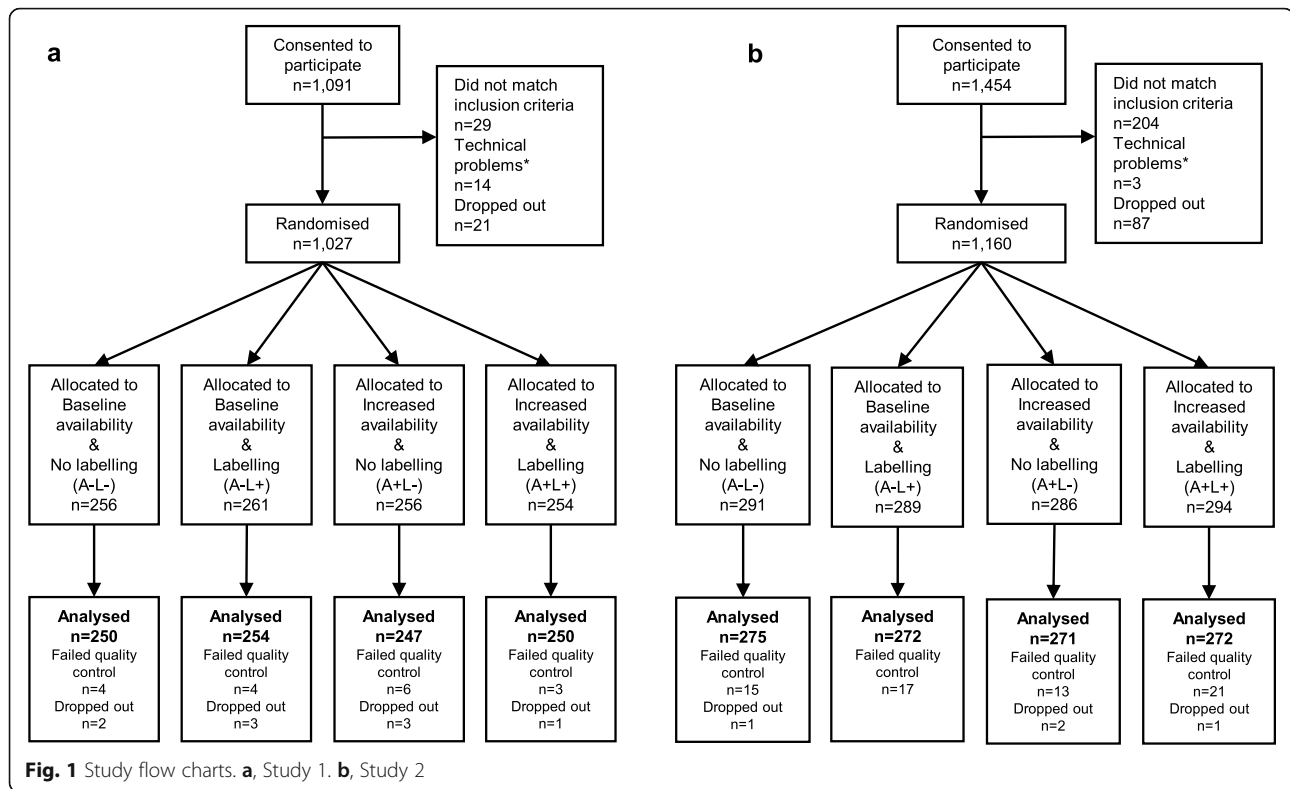 a
Consented to
participate
n=1,091
Did not match
inclusion criteria
n=29
Technical
problems*
n=14
Dropped out
n=21
Randomised
n=1,027
Allocated to
Baseline
availability
&
No labelling
(A-L-)
n=256
Allocated to
Baseline
availability
&
Labelling
(A-L+)
n=261
Allocated to
Increased
availability
&
No labelling
(A+L-)
n=256
Allocated to
Increased
availability
&
Labelling
(A+L+)
n=254
Analysed
n=250
Failed quality
control
n=4
Dropped out
n=2
Analysed
n=254
Failed quality
control
n=4
Dropped out
n=3
Analysed
n=247
Failed quality
control
n=6
Dropped out
n=3
Analysed
n=250
Failed quality
control
n=3
Dropped out
n=1
b
Consented to
participate
n=1,454
Did not match
inclusion criteria
n=204
Technical
problems*
n=3
Dropped out
n=87
Randomised
n=1,160
Allocated to
Baseline
availability
&
No labelling
(A-L-)
n=291
Allocated to
Baseline
availability
&
Labelling
(A-L+)
n=289
Allocated to
Increased
availability
&
No labelling
(A+L-)
n=286
Allocated to
Increased
availability
&
Labelling
(A+L+)
n=294
Analysed
n=275
Failed quality
control
n=15
Dropped out
n=1
Analysed
n=272
Failed quality
control
n=17
Analysed
n=271
Failed quality
control
n=13
Dropped out
n=2
Analysed
n=272
Failed quality
control
n=21
Dropped out
n=1
Fig. 1 Study flow charts. a, Study 1. b, Study 2